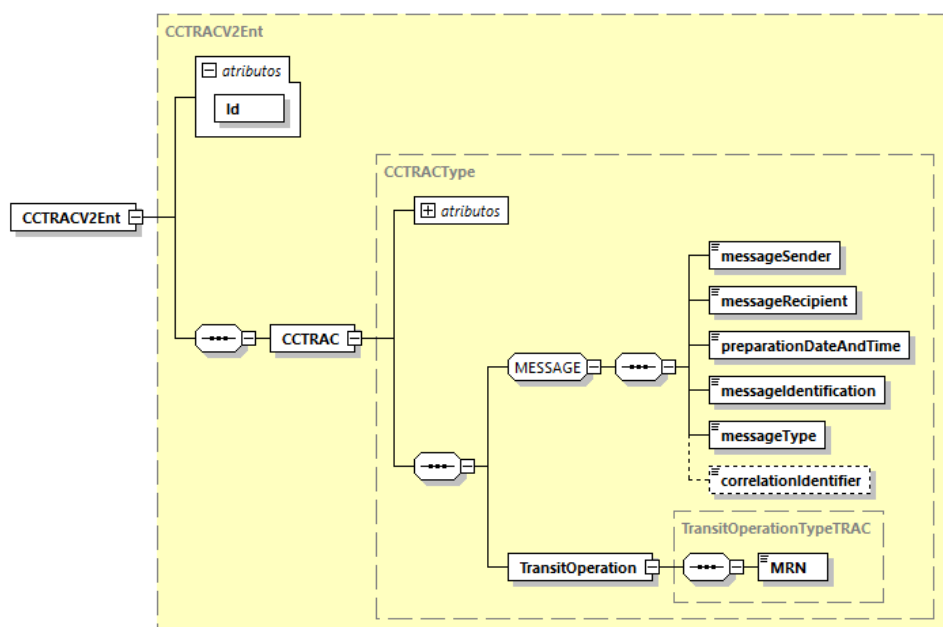 CCTRACV2Ent
atributos
Id
CCTRACType
CCTRACV2Ent
atributos
messageSender
messageRecipient
CCTRAC
preparationDateAndTime
MESSAGE
messageIdentification
messageType
correlationIdentifier
TransitOperationTypeTRAC
TransitOperation
MRN